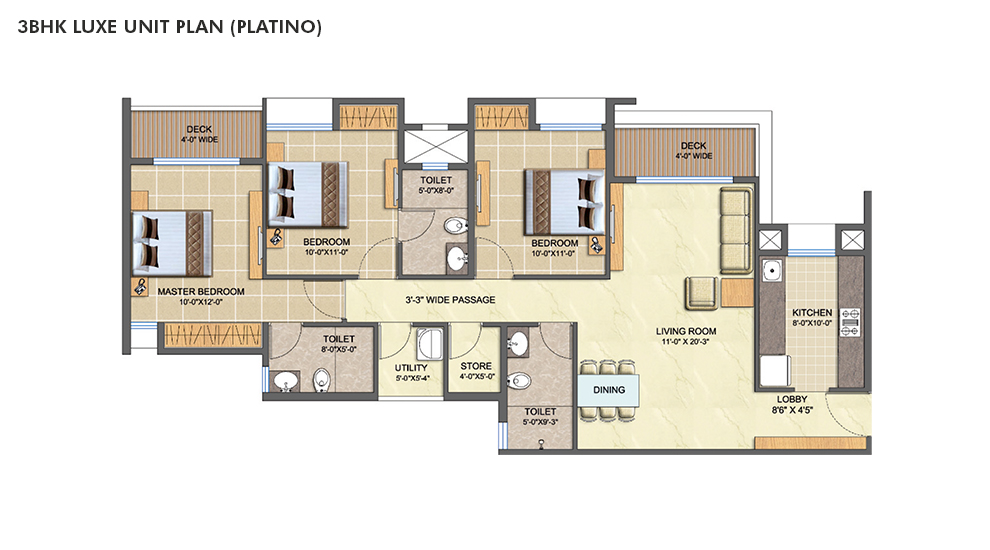 3BHK LUXE UNIT PLAN (PLATINO)
DECK
4'-0" WIDE
DECK
4'-0" WIDE
TOILET
5'-0"X8'-0"
BEDROOM
10'-0"X11'-0"
BEDROOM
10'-0"X11'-0"
MASTER BEDROOM
10'-0"X12'-0"
3'-3" WIDE PASSAGE
KITCHEN
8'-0"X10'-0"
LIVING ROOM
11'-0" X 20'-3"
TOILET
8'-0"X5'-0"
UTILITY
5'-0"X5'-4"
STORE
4'-0"X5'-0"
DINING
LOBBY
8'6" X 4'5"
TOILET
5'-0"X9'-3"